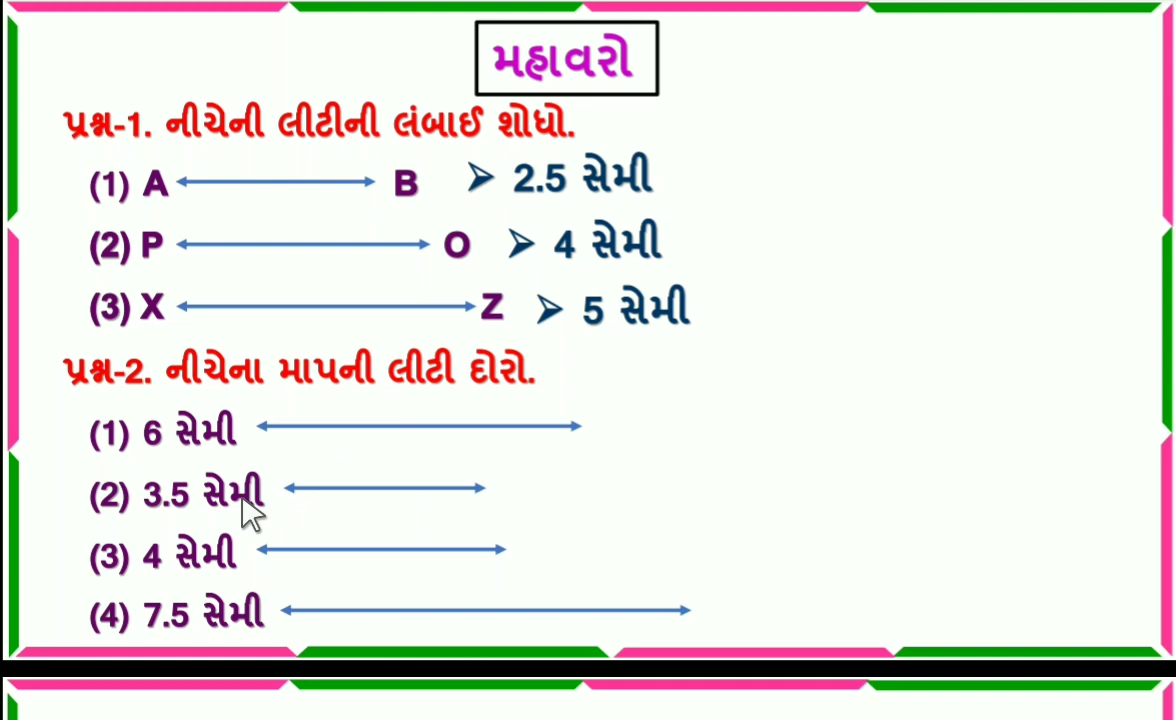 મહાવરો
પ્રશ્ન-1. નીચેની લીટીની લંબાઈ શોધો.
(1) A B ➢ 2.5 સેમી
(2) P O ➢ 4 સેમી
(3) X Z ➢ 5 સેમી
પ્રશ્ન-2. નીચેના માપની લીટી દોરો.
(1) 6 સેમી
(2) 3.5 સેમી
(3) 4 સેમી
(4) 7.5 સેમી